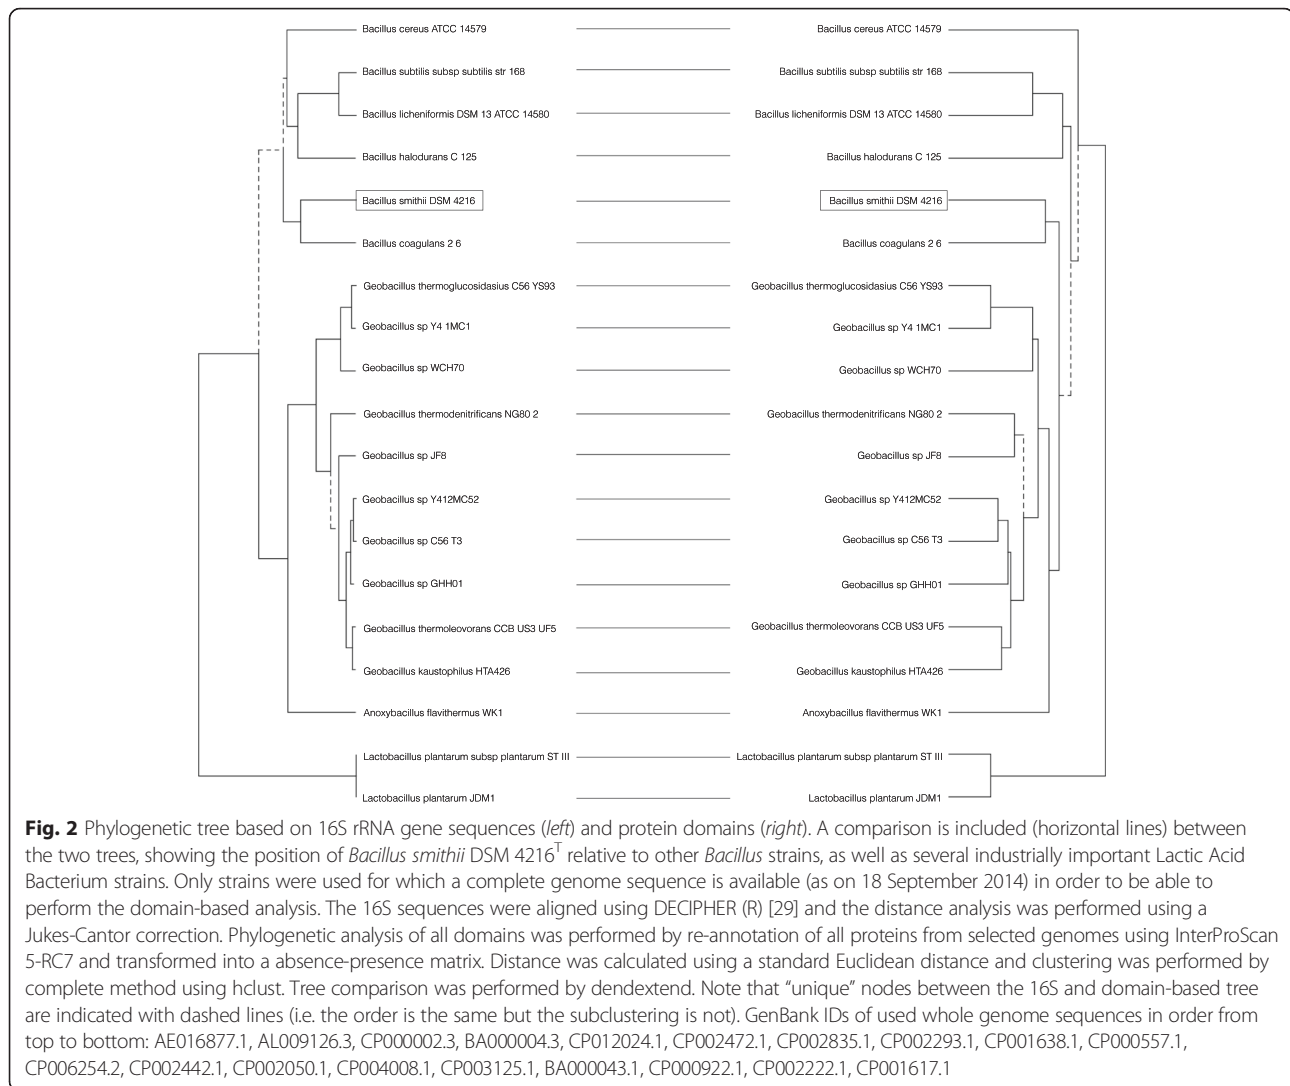 Bacillus cereus ATCC 14579 Bacillus cereus ATCC 14579
Bacillus subtilis subsp subtilis str 168 Bacillus subtilis subsp subtilis str 168
Bacillus licheniformis DSM 13 ATCC 14580 Bacillus licheniformis DSM 13 ATCC 14580
Bacillus halodurans C 125 Bacillus halodurans C 125
Bacillus smithii DSM 4216 Bacillus smithii DSM 4216
Bacillus coagulans 2 6 Bacillus coagulans 2 6
Geobacillus thermoglucosidasius C56 YS93 Geobacillus thermoglucosidasius C56 YS93
Geobacillus sp Y4 1MC1 Geobacillus sp Y4 1MC1
Geobacillus sp WCH70 Geobacillus sp WCH70
Geobacillus thermodenitrificans NG80 2 Geobacillus thermodenitrificans NG80 2
Geobacillus sp JF8 Geobacillus sp JF8
Geobacillus sp Y412MC52 Geobacillus sp Y412MC52
Geobacillus sp C56 T3 Geobacillus sp C56 T3
Geobacillus sp GHH01 Geobacillus sp GHH01
Geobacillus thermoleovorans CCB US3 UF5 Geobacillus thermoleovorans CCB US3 UF5
Geobacillus kaustophilus HTA426 Geobacillus kaustophilus HTA426
Anoxybacillus flavithermus WK1 Anoxybacillus flavithermus WK1
Lactobacillus plantarum subsp plantarum ST III Lactobacillus plantarum subsp plantarum ST III
Lactobacillus plantarum JDM1 Lactobacillus plantarum JDM1
Fig. 2 Phylogenetic tree based on 16S rRNA gene sequences (left) and protein domains (right). A comparison is included (horizontal lines) between
the two trees, showing the position of Bacillus smithii DSM 4216T relative to other Bacillus strains, as well as several industrially important Lactic Acid
Bacterium strains. Only strains were used for which a complete genome sequence is available (as on 18 September 2014) in order to be able to
perform the domain-based analysis. The 16S sequences were aligned using DECIPHER (R) [29] and the distance analysis was performed using a
Jukes-Cantor correction. Phylogenetic analysis of all domains was performed by re-annotation of all proteins from selected genomes using InterProScan
5-RC7 and transformed into a absence-presence matrix. Distance was calculated using a standard Euclidean distance and clustering was performed by
complete method using hclust. Tree comparison was performed by dendextend. Note that “unique” nodes between the 16S and domain-based tree
are indicated with dashed lines (i.e. the order is the same but the subclustering is not). GenBank IDs of used whole genome sequences in order from
top to bottom: AE016877.1, AL009126.3, CP000002.3, BA000004.3, CP012024.1, CP002472.1, CP002835.1, CP002293.1, CP001638.1, CP000557.1,
CP006254.2, CP002442.1, CP002050.1, CP004008.1, CP003125.1, BA000043.1, CP000922.1, CP002222.1, CP001617.1